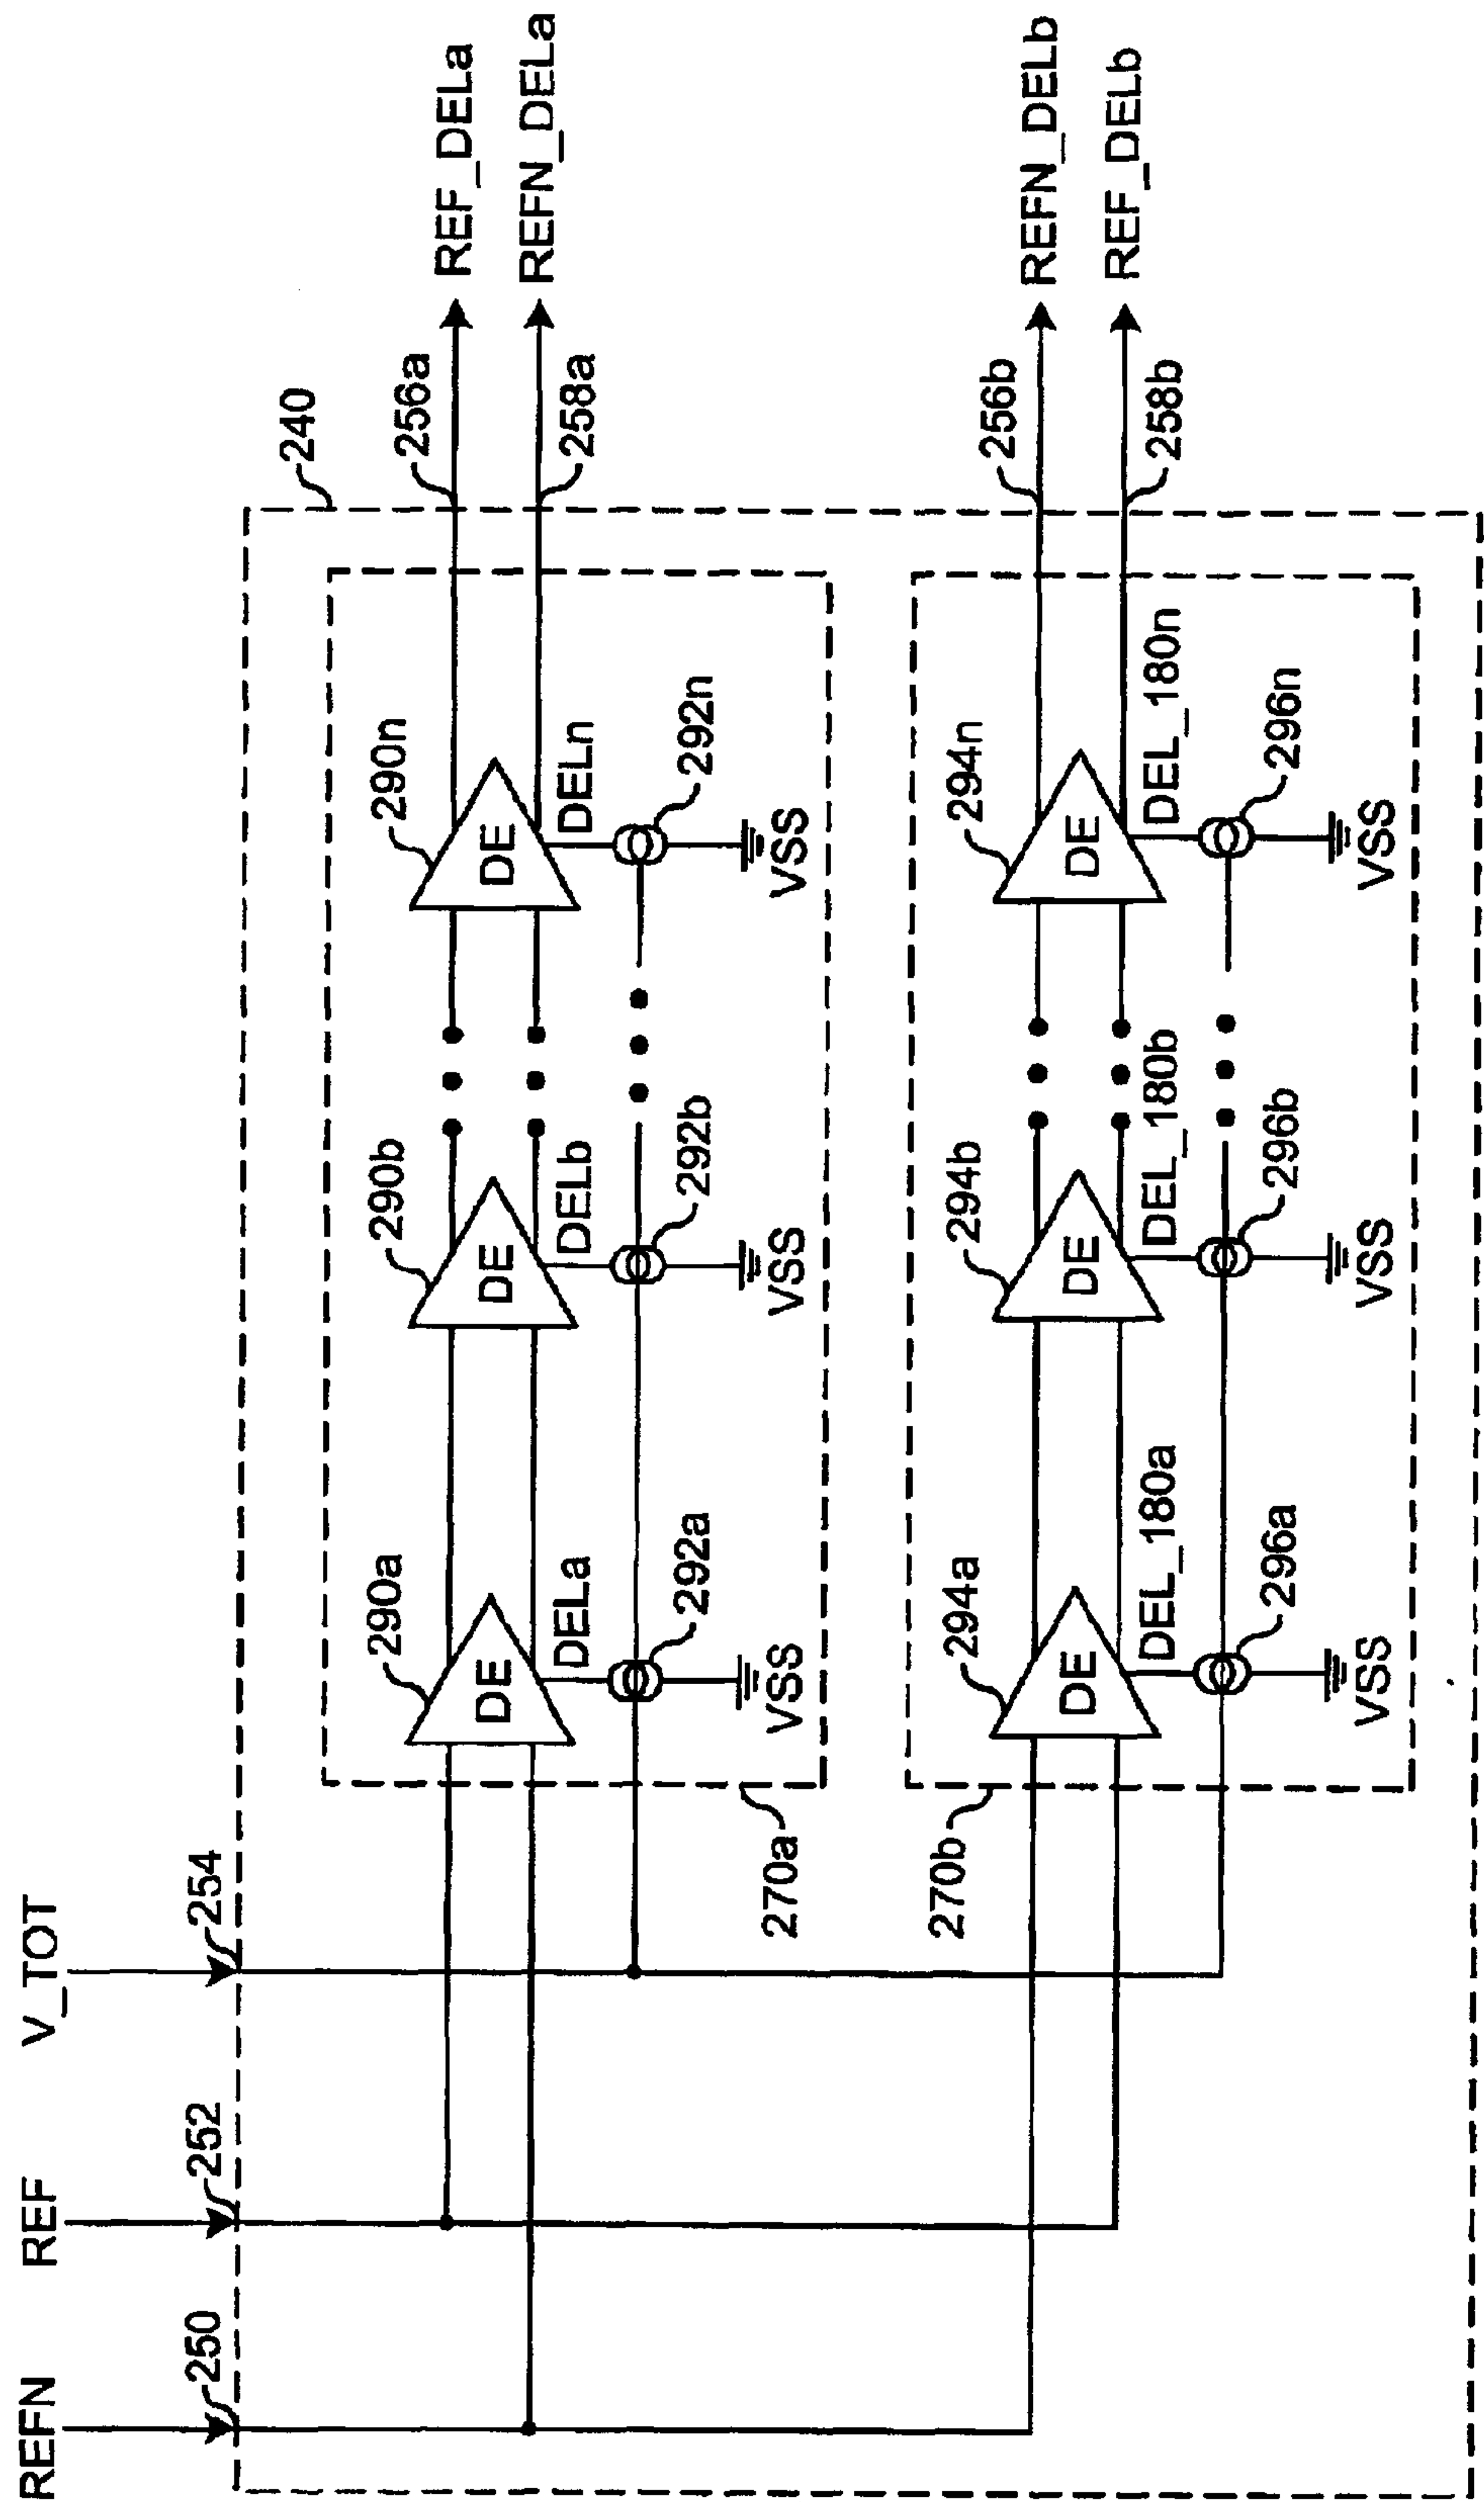 REFN
REF
V_TOT
250
252
254
240
290a
290b
290n
256a
REF_DELa
DE
DE
DE
REFN_DELa
258a
DELa
DELb
DELn
292a
292b
292n
VSS
VSS
VSS
270a
270b
294a
294b
294n
256b
REFN_DELb
DE
DE
DE
REF_DELb
258b
DEL_180a
DEL_180b
DEL_180n
296a
296b
296n
VSS
VSS
VSS